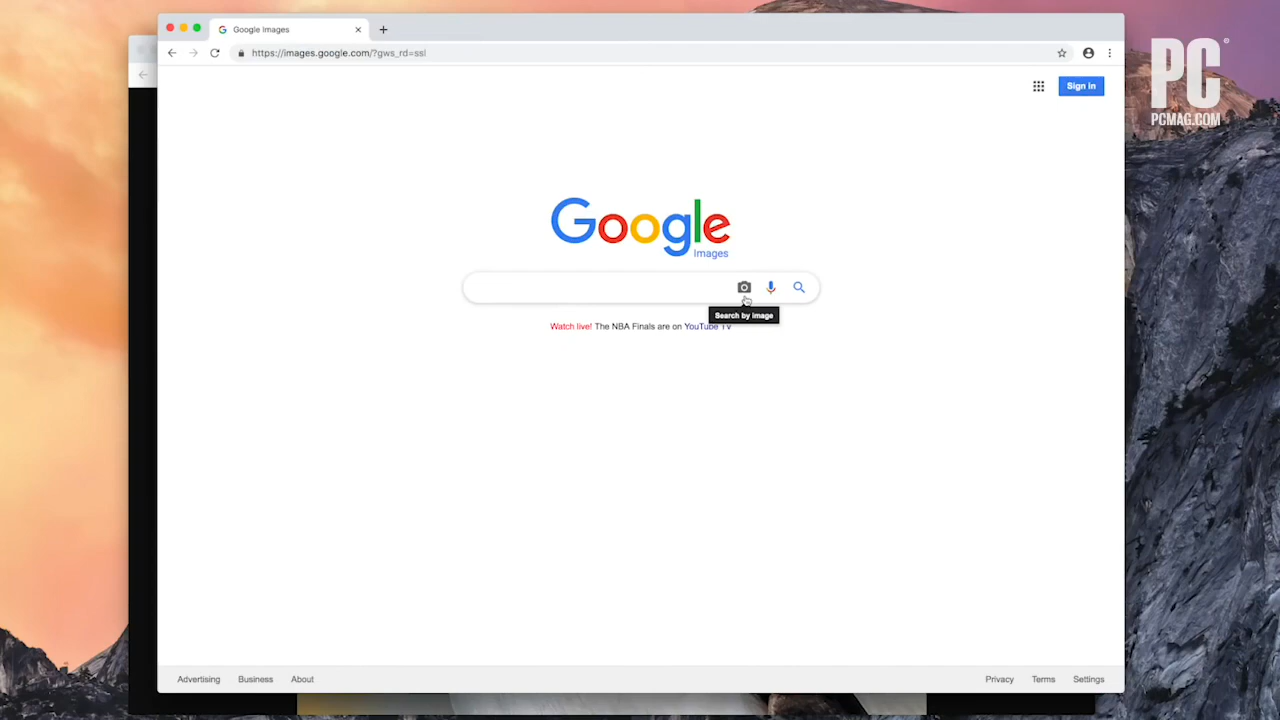 Google Images
https://images.google.com/?gws_rd=ssl
PC
PCMAG.COM
Sign in
Google
Images
Search by image
Watch live! The NBA Finals are on YouTube TV
Advertising Business About
Privacy Terms Settings